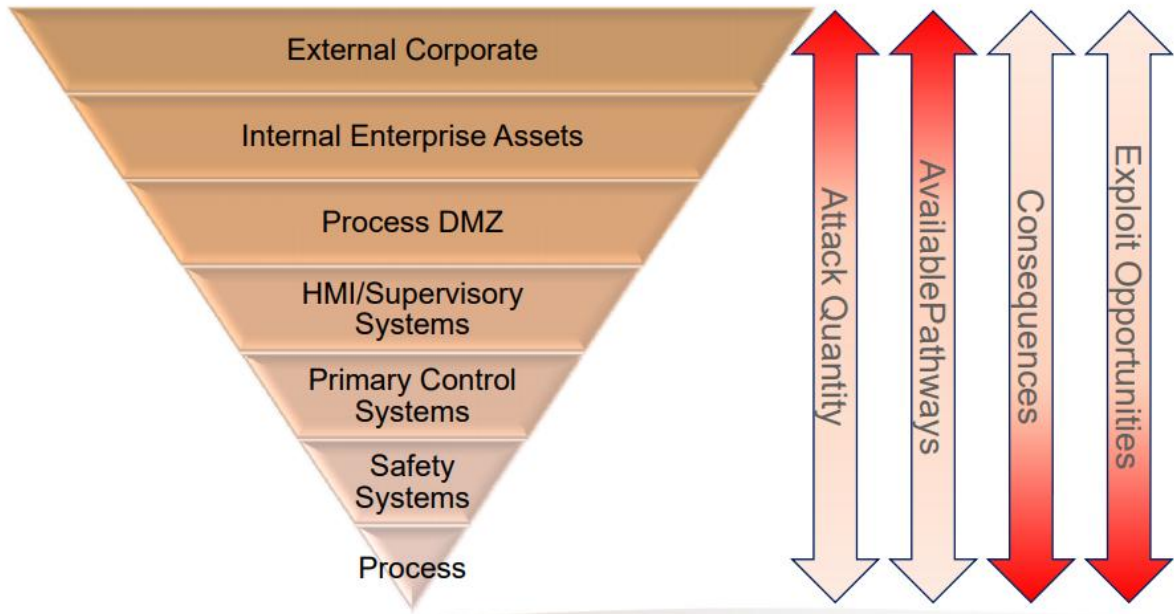 External Corporate
Internal Enterprise Assets
Process DMZ
HMI/Supervisory
Systems
Primary Control
Systems
Safety
Systems
Process
Attack Quantity
AvailablePathways
Consequences
Exploit Opportunities